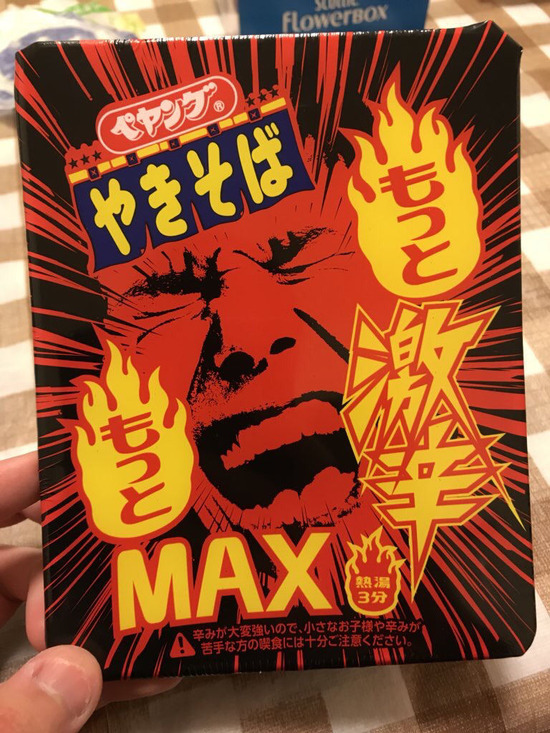 SCOTTIE
FLOWERBOX
ペヤング®
やきそば
もっと
激辛
もっと
MAX
熱湯
3分
辛みが大変強いので、小さなお子様や辛みが
苦手な方の喫食には十分ご注意ください。